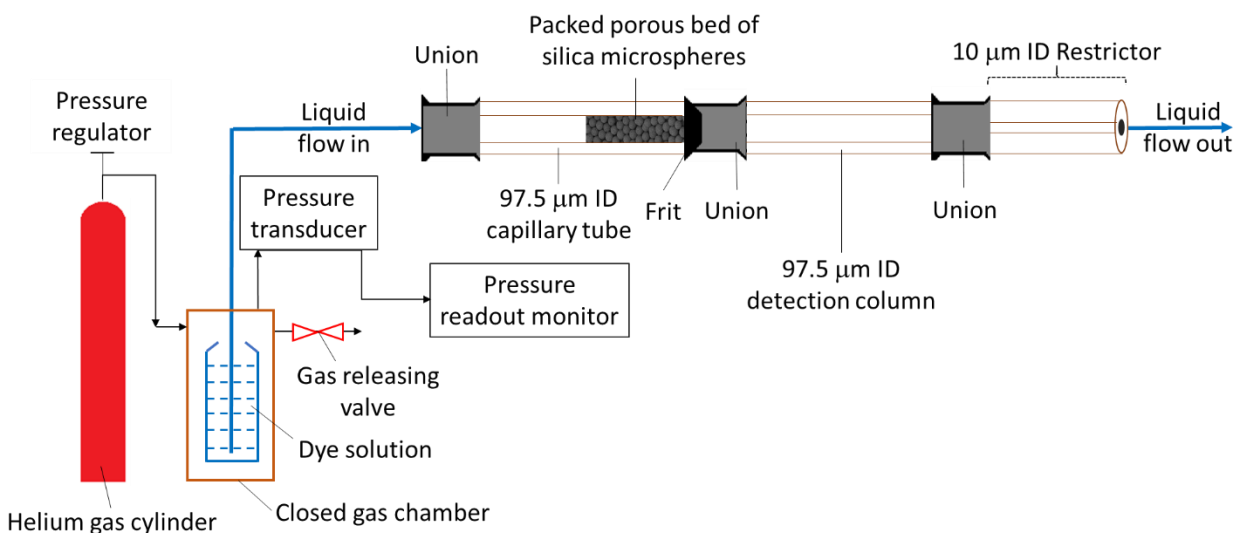 Packed porous bed of
silica microspheres
Union
10 μm ID Restrictor
Pressure
regulator
Liquid
flow in
Liquid
flow out
97.5 μm ID
capillary tube
Frit
Union
Union
Pressure
transducer
97.5 μm ID
detection column
Pressure
readout monitor
Gas releasing
valve
Dye solution
Helium gas cylinder
Closed gas chamber